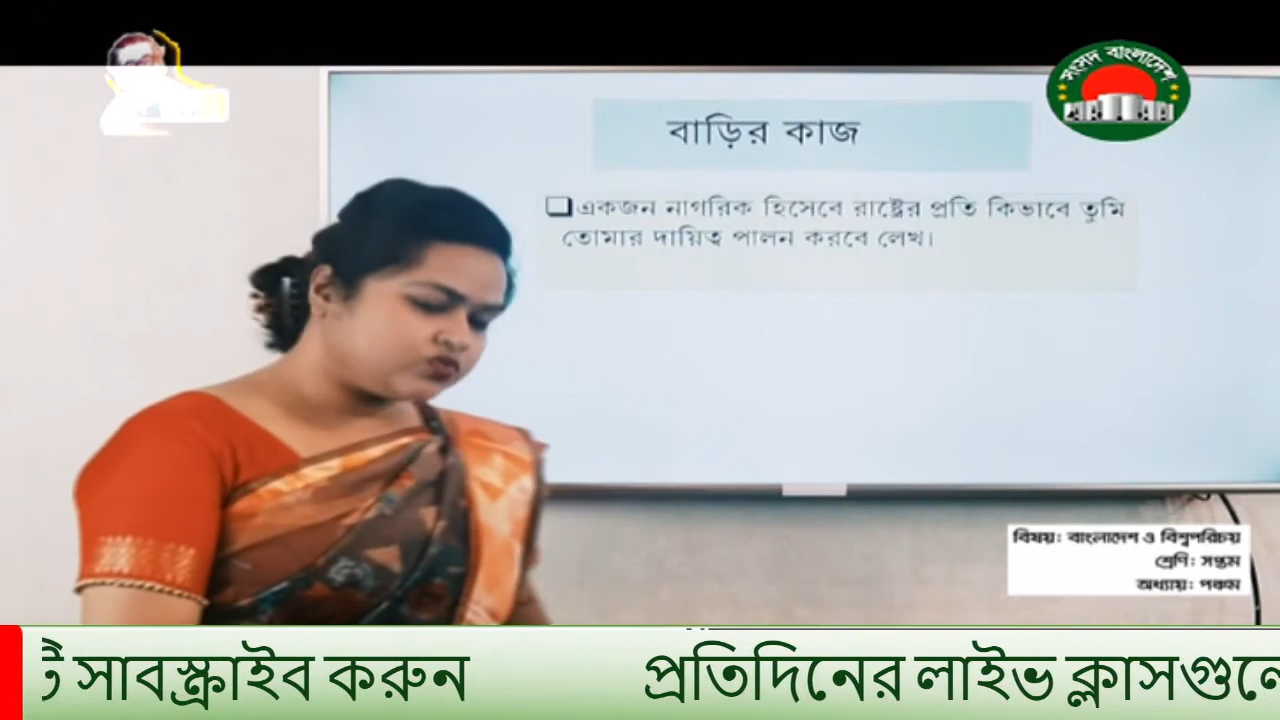 সংসদ বাংলাদেশ
বাড়ির কাজ
একজন নাগরিক হিসেবে রাষ্ট্রের প্রতি কিভাবে তুমি
তোমার দায়িত্ব পালন করবে লেখ।
বিষয়: বাংলাদেশ ও বিশ্বপরিচয়
শ্রেণি: সপ্তম
অধ্যায়: পঞ্চম
টি সাবস্ক্রাইব করুন প্রতিদিনের লাইভ ক্লাসগুলো